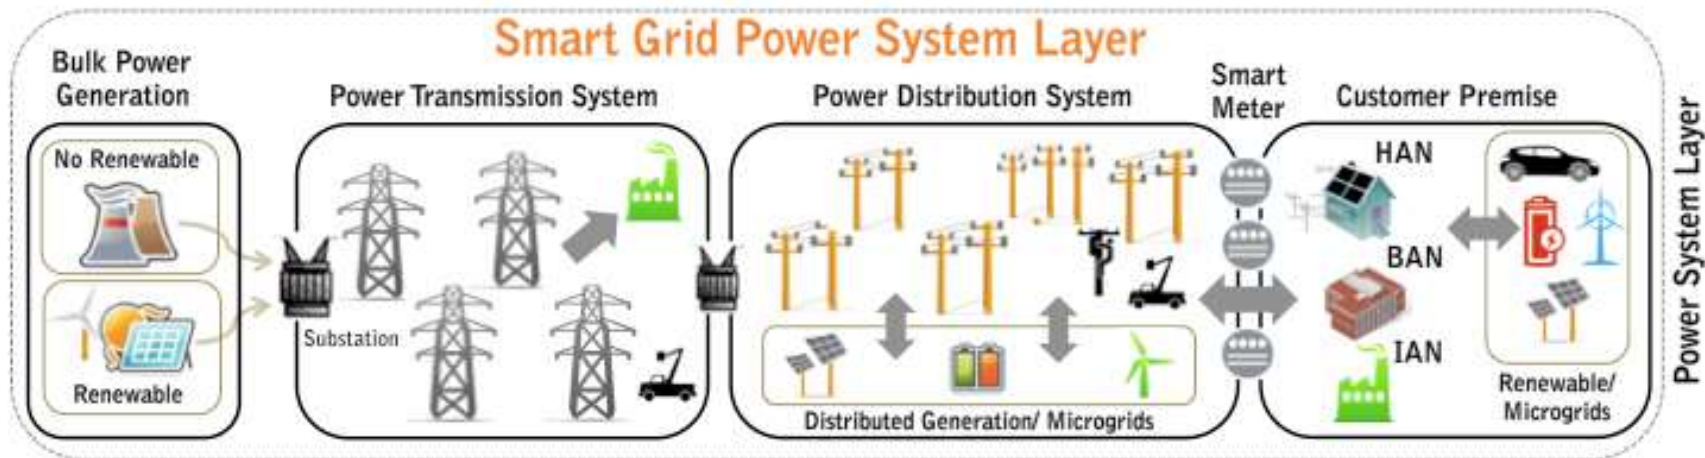 Smart Grid Power System Layer
Bulk Power
Generation
Power Transmission System
Power Distribution System
Smart
Meter
Customer Premise
No Renewable
Renewable
Substation
Distributed Generation/ Microgrids
HAN
BAN
IAN
Renewable/
Microgrids
Power System Layer